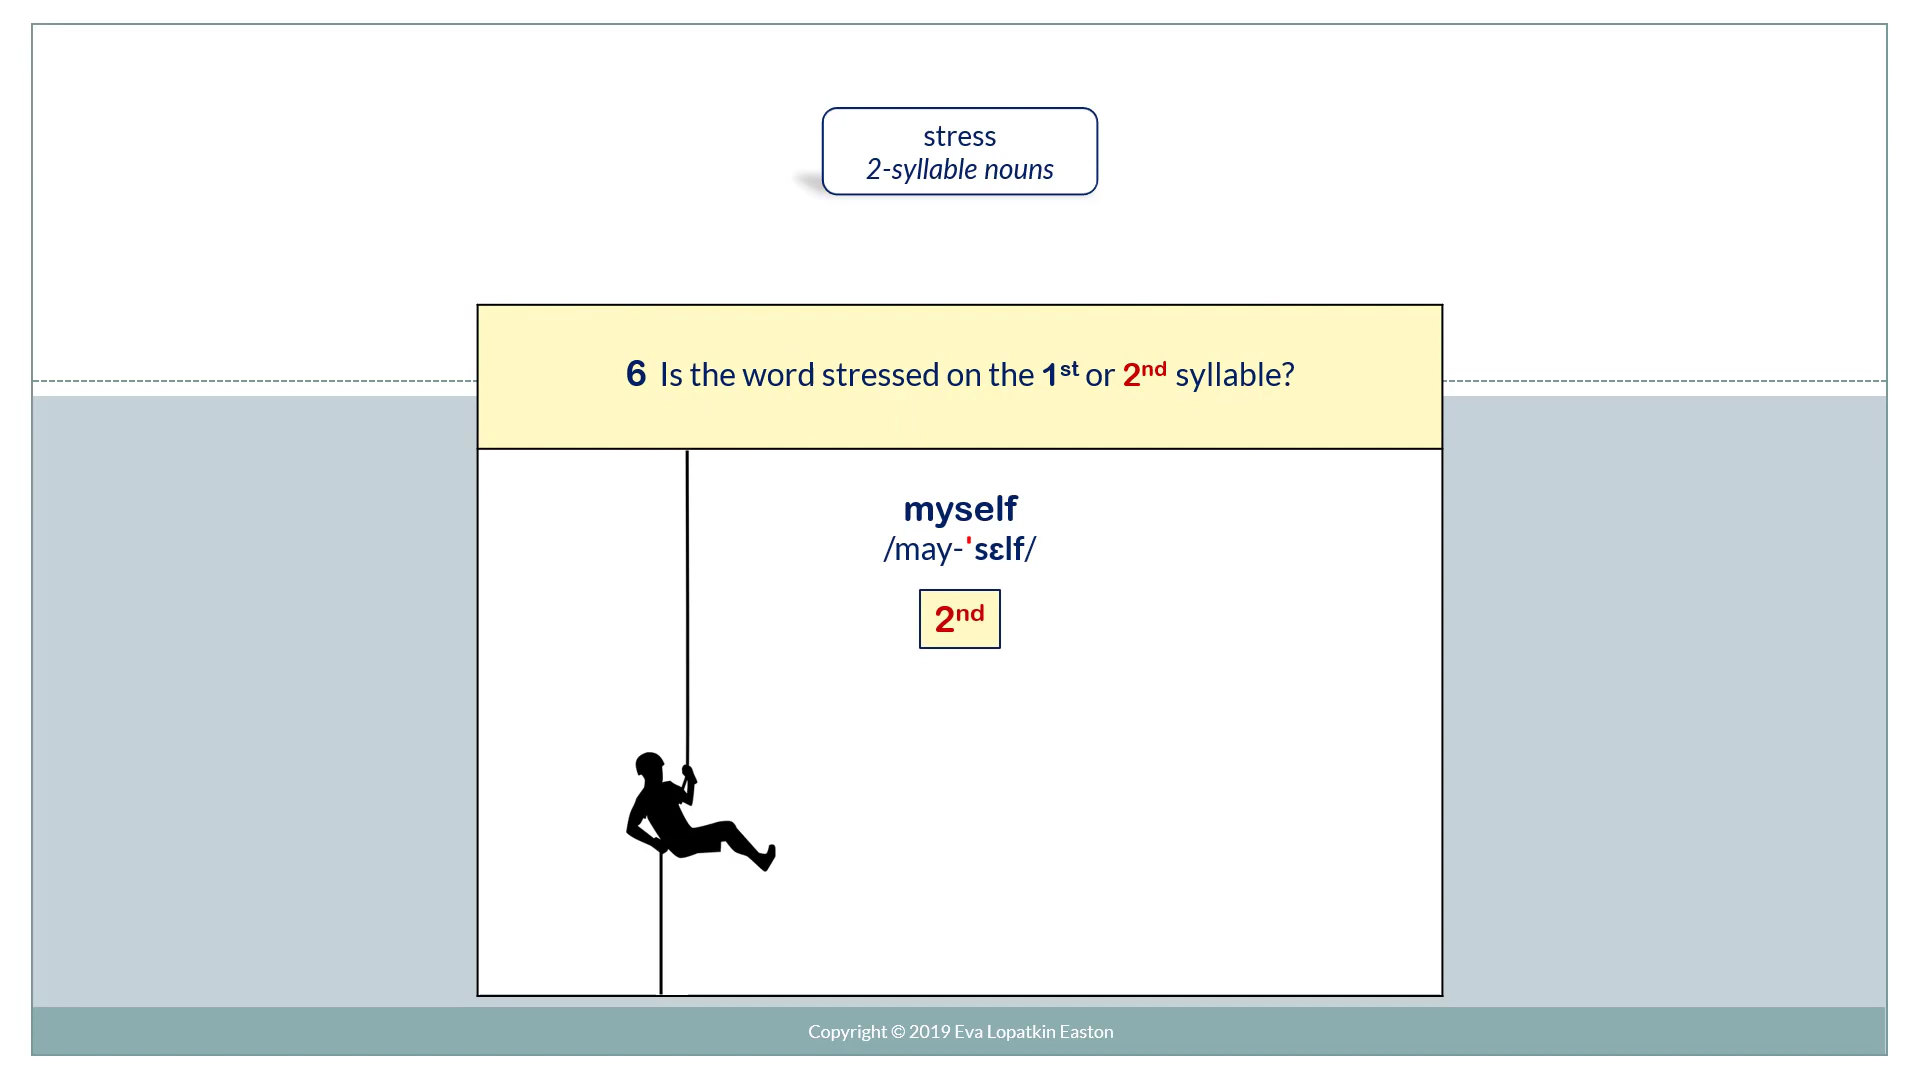 stress
2-syllable nouns
6 Is the word stressed on the 1st or 2nd syllable?
myself
/may-ˈsɛlf/
2nd
Copyright © 2019 Eva Lopatkin Easton